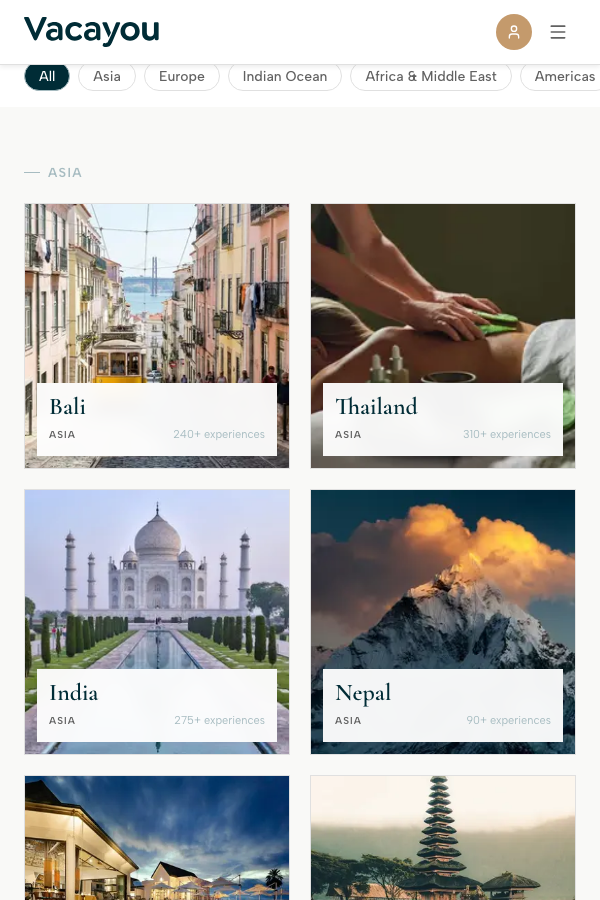 Vacayou
All
Asia
Europe
Indian Ocean
Africa & Middle East
Americas
ASIA
Bali
ASIA
240+ experiences
Thailand
ASIA
310+ experiences
India
ASIA
275+ experiences
Nepal
ASIA
90+ experiences